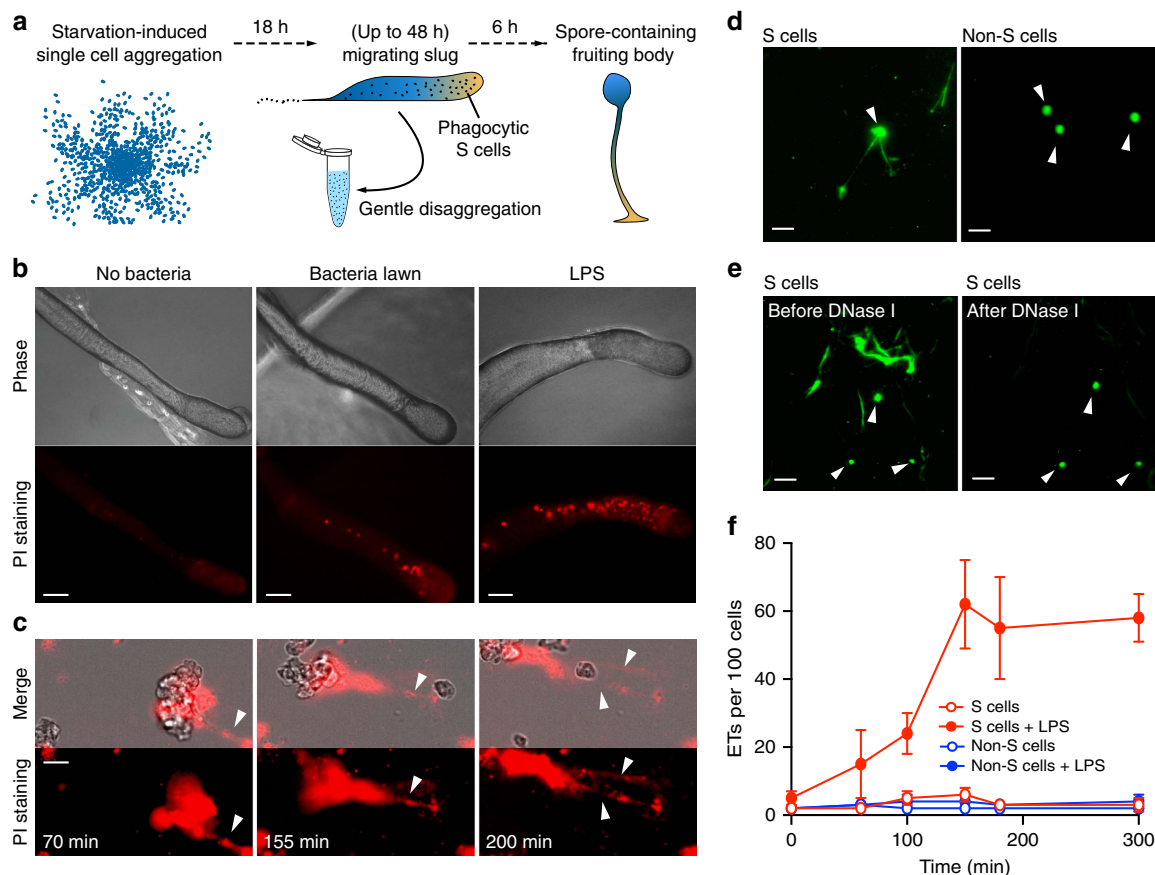 a
Starvation-induced
single cell aggregation
18 h
(Up to 48 h)
migrating slug
6 h
Spore-containing
fruiting body
Phagocytic
S cells
Gentle disaggregation
b
No bacteria
Bacteria lawn
LPS
Phase
PI staining
c
Merge
PI staining
70 min
155 min
200 min
d
S cells
Non-S cells
e
S cells
S cells
Before DNase I
After DNase I
f
80
60
40
20
0
ETs per 100 cells
S cells
S cells + LPS
Non-S cells
Non-S cells + LPS
0
100
200
300
Time (min)